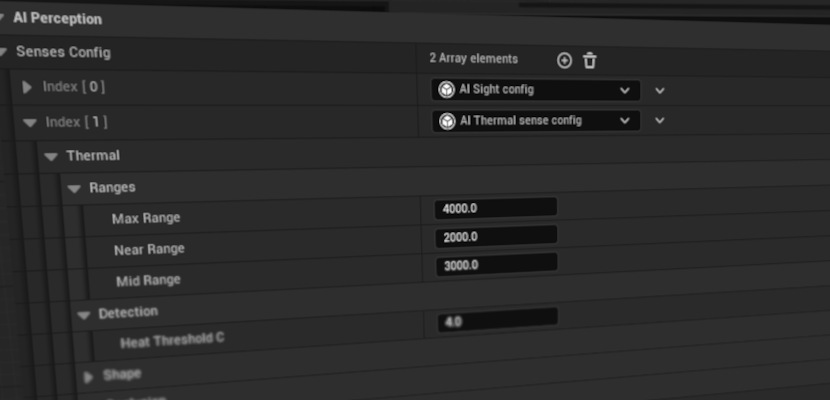 AI Perception
Senses Config 2 Array elements
Index [ 0 ] AI Sight config
Index [ 1 ] AI Thermal sense config
Thermal
Ranges
Max Range 4000.0
Near Range 2000.0
Mid Range 3000.0
Detection
Heat Threshold C 4.0
Shape